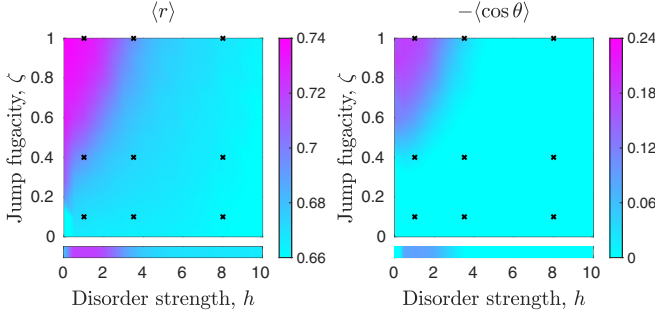 ⟨r⟩
1
0.8
0.6
0.4
0.2
0
Jump fugacity, ζ
0.74
0.72
0.7
0.68
0.66
0 2 4 6 8 10
Disorder strength, h
−⟨cos θ⟩
1
0.8
0.6
0.4
0.2
0
Jump fugacity, ζ
0.24
0.18
0.12
0.06
0
0 2 4 6 8 10
Disorder strength, h